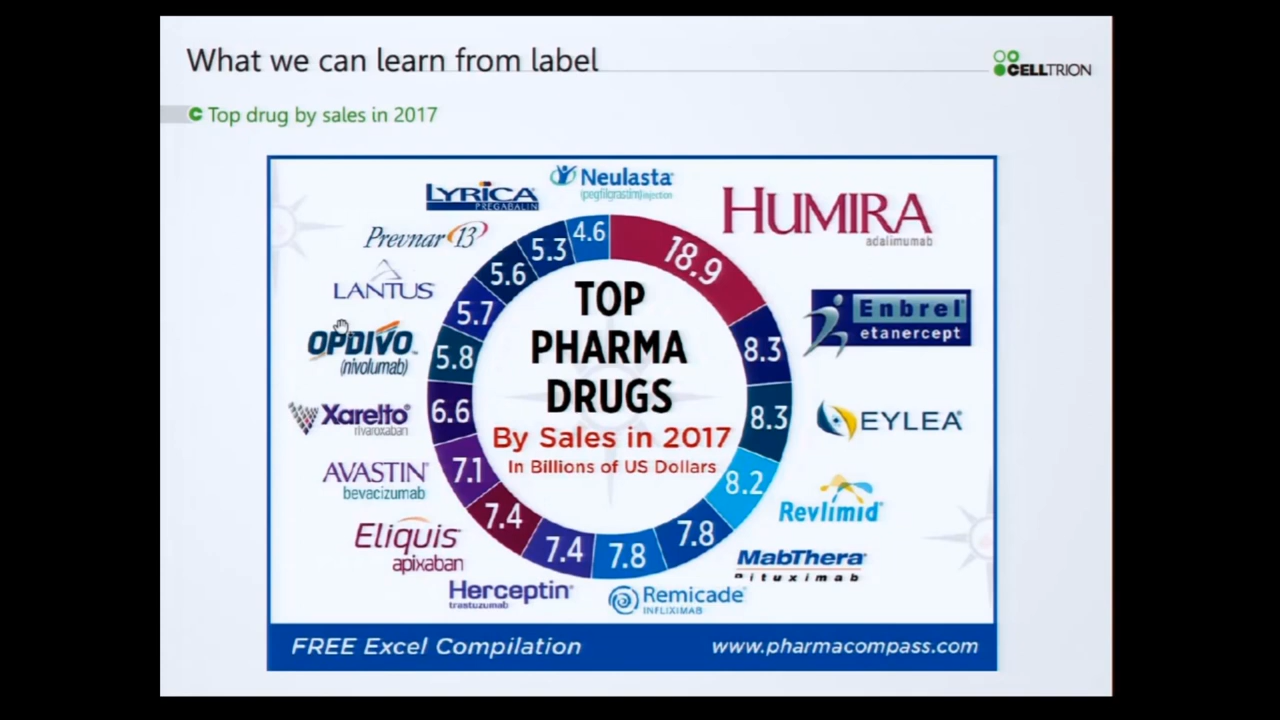 What we can learn from label
CELLTRION
Top drug by sales in 2017
Neulasta
(pegfilgrastim) injection
LYRICA
PREGABALIN
HUMIRA
adalimumab
Prevnar 13
LANTUS
Enbrel
etanercept
OPDIVO
(nivolumab)
Xarelto
rivaroxaban
EYLEA
AVASTIN
bevacizumab
Revlimid
Eliquis
apixaban
MabThera
Rituximab
Herceptin
trastuzumab
Remicade
INFLIXIMAB
18.9
8.3
8.3
8.2
7.8
7.8
7.4
7.4
7.1
6.6
5.8
5.7
5.6
5.3
4.6
TOP
PHARMA
DRUGS
By Sales in 2017
In Billions of US Dollars
FREE Excel Compilation
www.pharmacompass.com